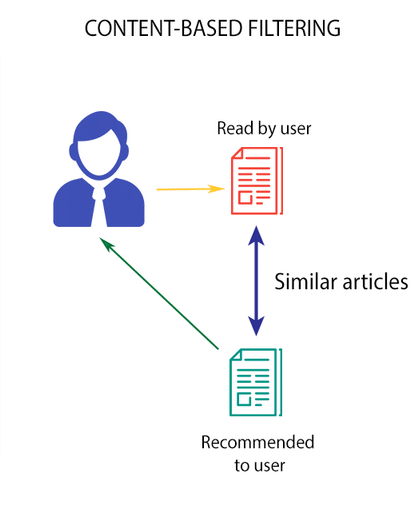 CONTENT-BASED FILTERING
Read by user
Similar articles
Recommended
to user